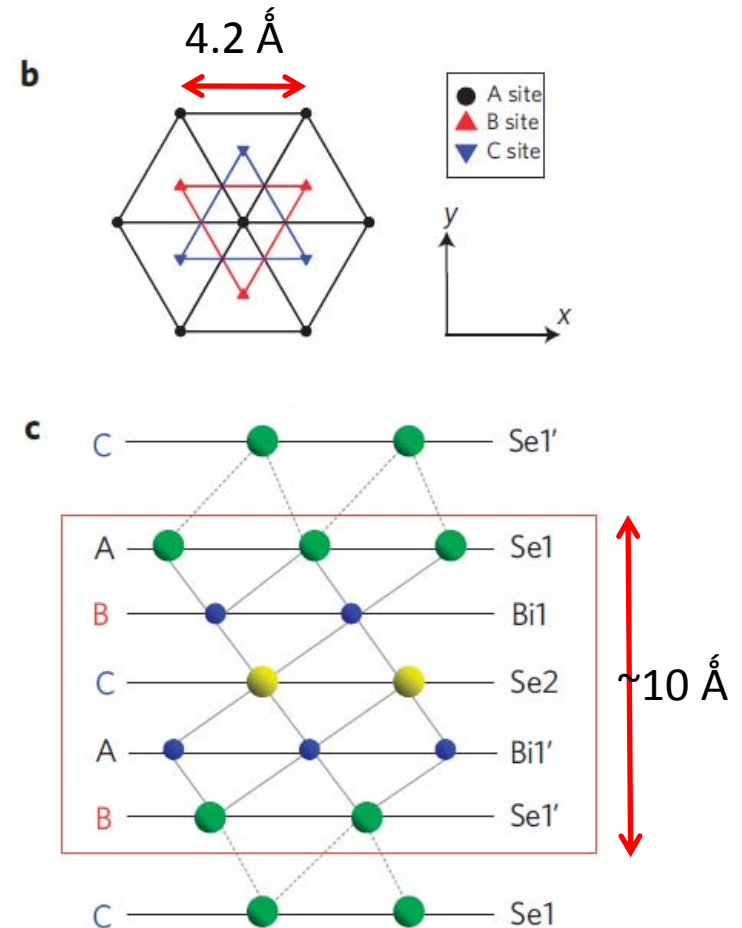 4.2 Ǻ
b
A site
B site
C site
y
x
c
C Se1′
A Se1
B Bi1
C Se2
~10 Ǻ
A Bi1′
B Se1′
C Se1